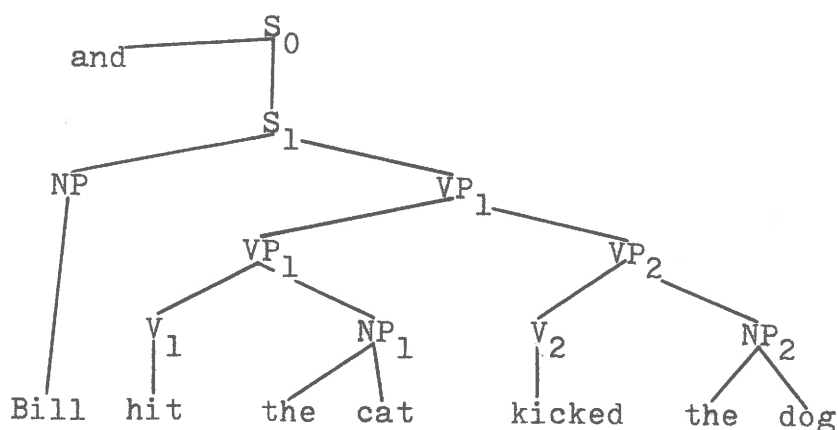 S0
and
S1
NP VP1
VP1 VP2
V1 NP1 V2 NP2
Bill hit the cat kicked the dog